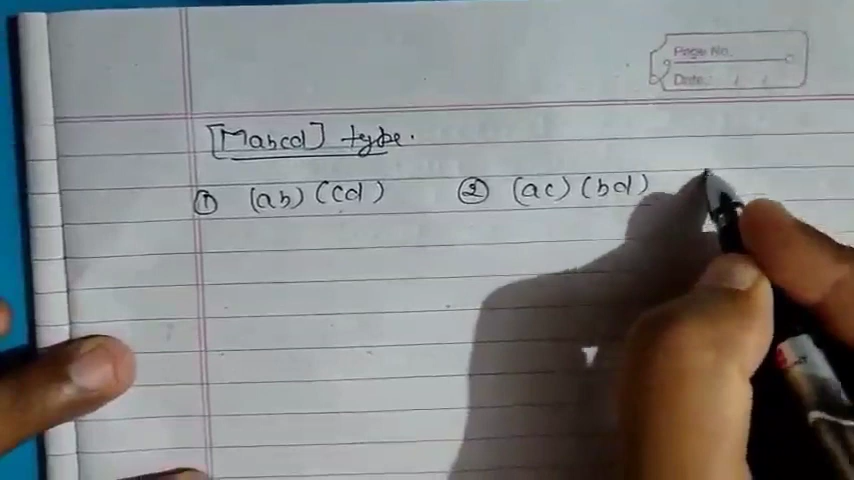 Page No.
Date:
[Mabcd] type.
① (ab) (cd) ② (ac) (bd)